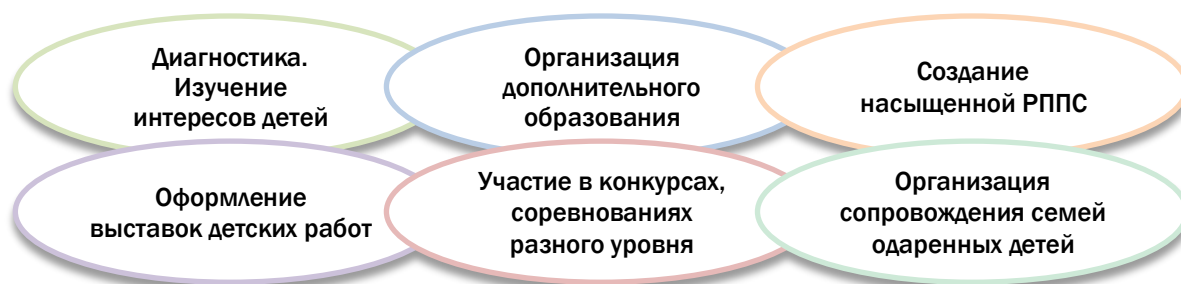 Диагностика.
Изучение
интересов детей
Организация
дополнительного
образования
Создание
насыщенной РППС
Оформление
выставок детских работ
Участие в конкурсах,
соревнованиях
разного уровня
Организация
сопровождения семей
одаренных детей